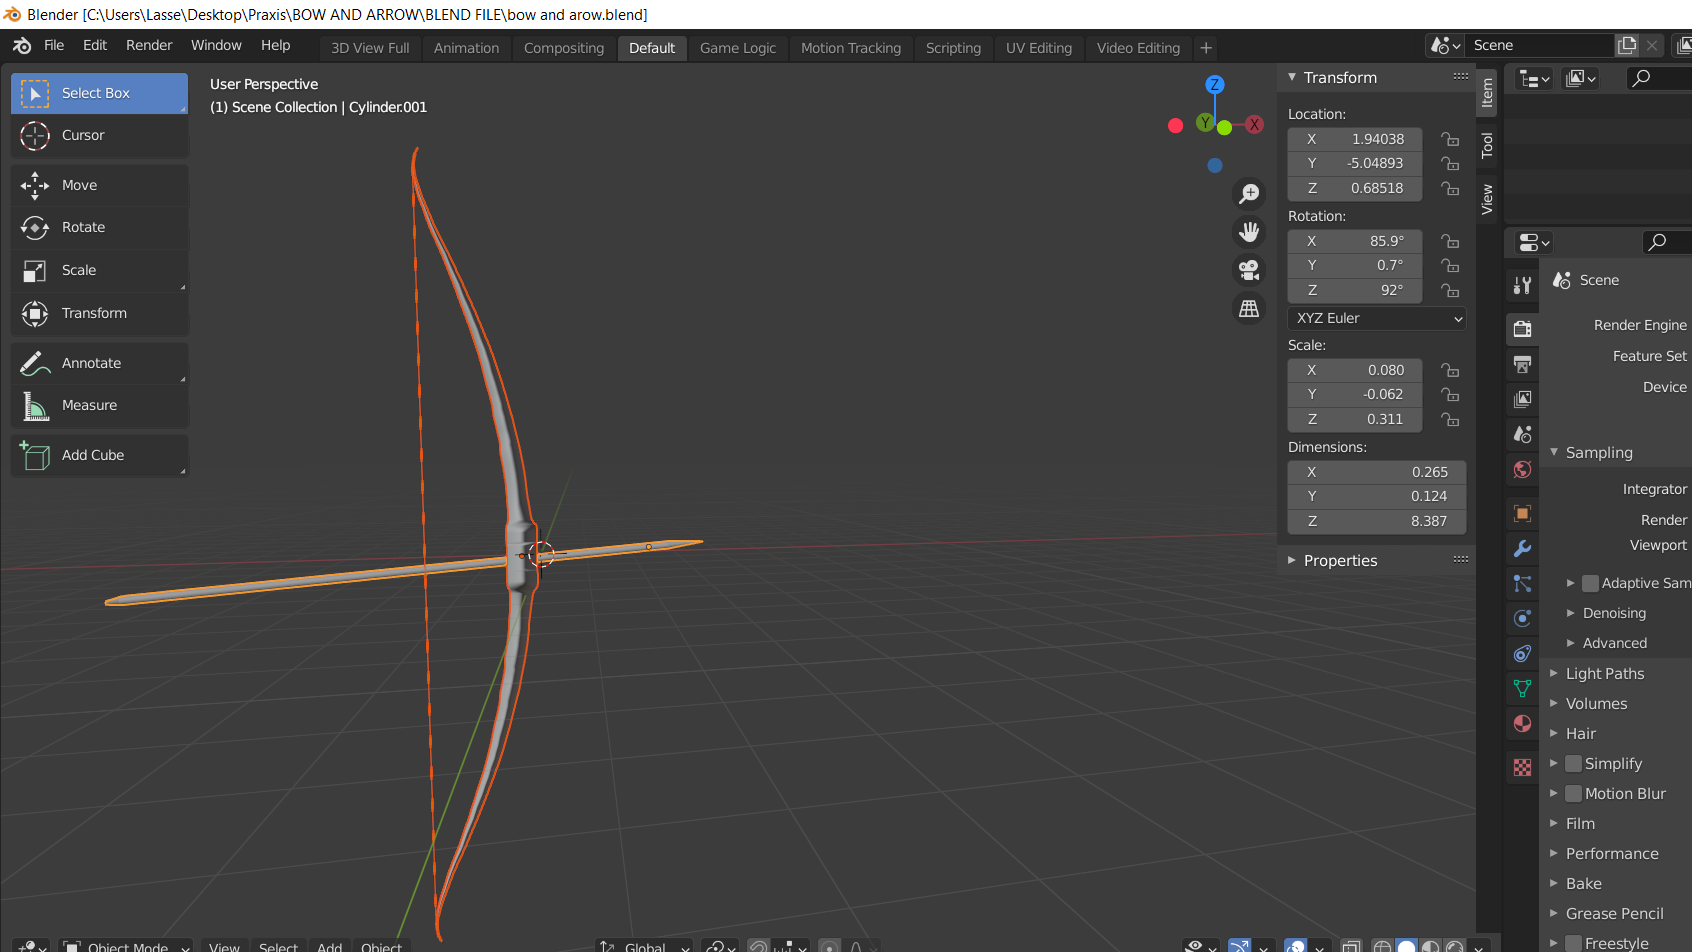 Blender [C:\Users\Lasse\Desktop\Praxis\BOW AND ARROW\BLEND FILE\bow and arow.blend]
File Edit Render Window Help 3D View Full Animation Compositing Default Game Logic Motion Tracking Scripting UV Editing Video Editing + Scene
Select Box
Cursor
Move
Rotate
Scale
Transform
Annotate
Measure
Add Cube
User Perspective
(1) Scene Collection | Cylinder.001
Z
Y
X
Transform
Location:
X 1.94038
Y -5.04893
Z 0.68518
Rotation:
X 85.9°
Y 0.7°
Z 92°
XYZ Euler
Scale:
X 0.080
Y -0.062
Z 0.311
Dimensions:
X 0.265
Y 0.124
Z 8.387
Properties
Item
Tool
View
Scene
Render Engine
Feature Set
Device
Sampling
Integrator
Render
Viewport
Adaptive Sam
Denoising
Advanced
Light Paths
Volumes
Hair
Simplify
Motion Blur
Film
Performance
Bake
Grease Pencil
Freestyle
Object Mode View Select Add Object Global